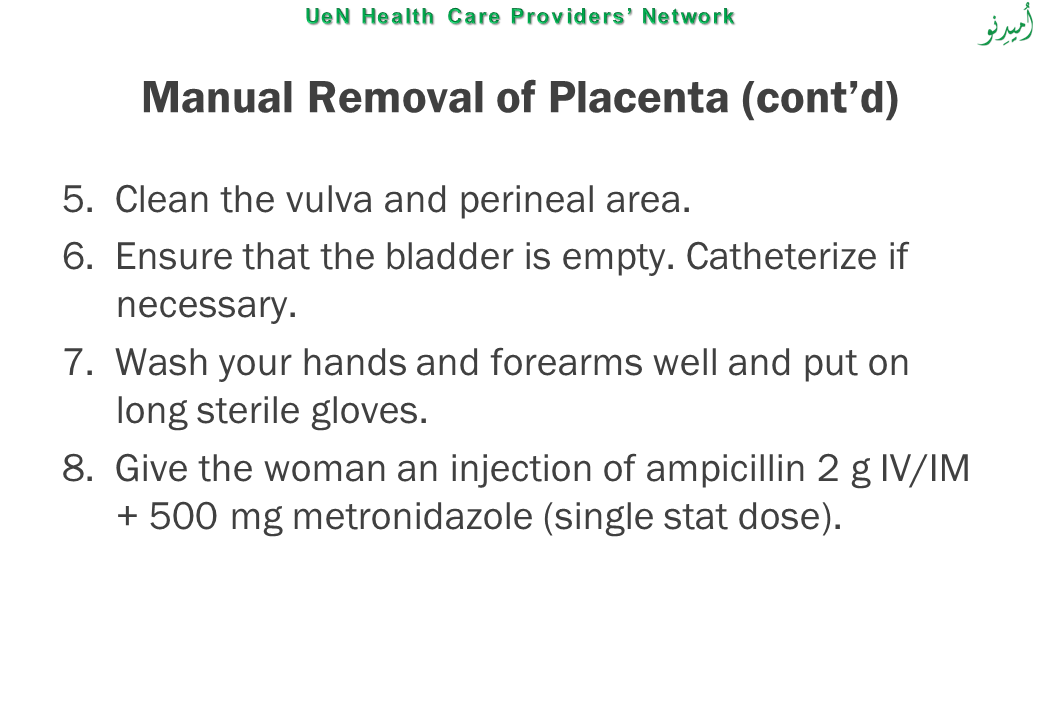 UeN Health Care Providers’ Network
اُمیدِنو
Manual Removal of Placenta (cont’d)
5. Clean the vulva and perineal area.
6. Ensure that the bladder is empty. Catheterize if
necessary.
7. Wash your hands and forearms well and put on
long sterile gloves.
8. Give the woman an injection of ampicillin 2 g IV/IM
+ 500 mg metronidazole (single stat dose).